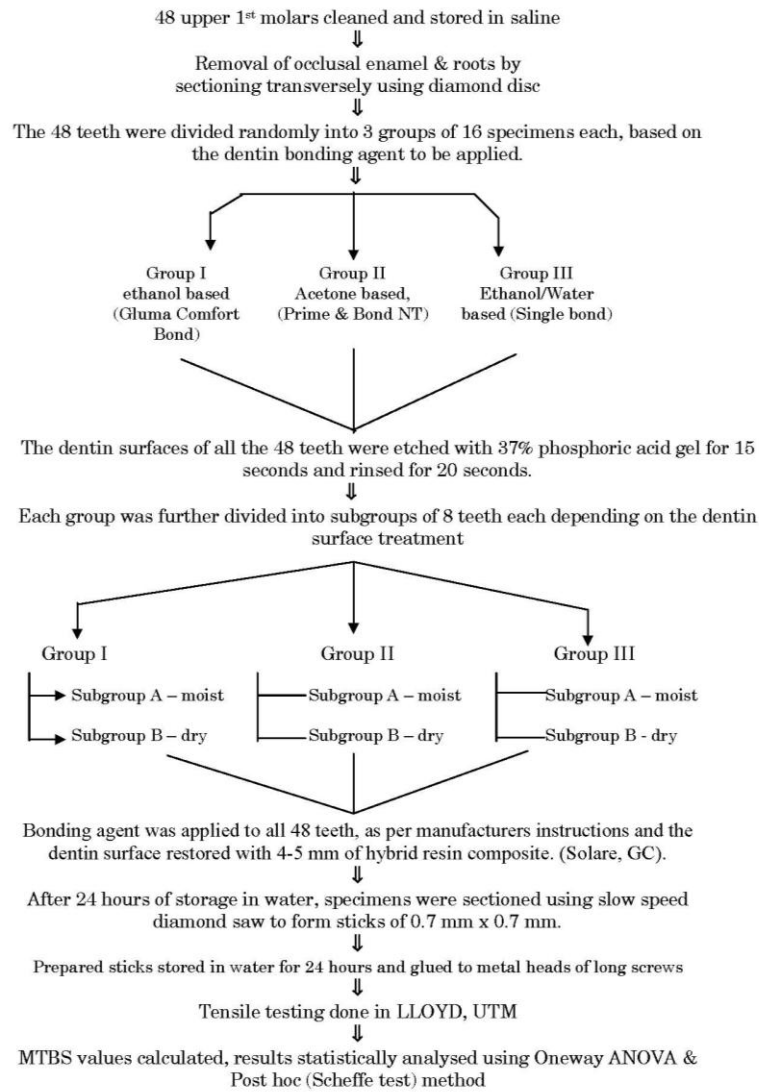 48 upper 1st molars cleaned and stored in saline
⇓
Removal of occlusal enamel & roots by
sectioning transversely using diamond disc
⇓
The 48 teeth were divided randomly into 3 groups of 16 specimens each, based on
the dentin bonding agent to be applied.
⇓
Group I
ethanol based
(Gluma Comfort
Bond)
Group II
Acetone based,
(Prime & Bond NT)
Group III
Ethanol/Water
based (Single bond)
The dentin surfaces of all the 48 teeth were etched with 37% phosphoric acid gel for 15
seconds and rinsed for 20 seconds.
⇓
Each group was further divided into subgroups of 8 teeth each depending on the dentin
surface treatment
Group I
Subgroup A – moist
Subgroup B – dry
Group II
Subgroup A – moist
Subgroup B – dry
Group III
Subgroup A – moist
Subgroup B - dry
Bonding agent was applied to all 48 teeth, as per manufacturers instructions and the
dentin surface restored with 4-5 mm of hybrid resin composite. (Solare, GC).
⇓
After 24 hours of storage in water, specimens were sectioned using slow speed
diamond saw to form sticks of 0.7 mm x 0.7 mm.
⇓
Prepared sticks stored in water for 24 hours and glued to metal heads of long screws
⇓
Tensile testing done in LLOYD, UTM
⇓
MTBS values calculated, results statistically analysed using Oneway ANOVA &
Post hoc (Scheffe test) method